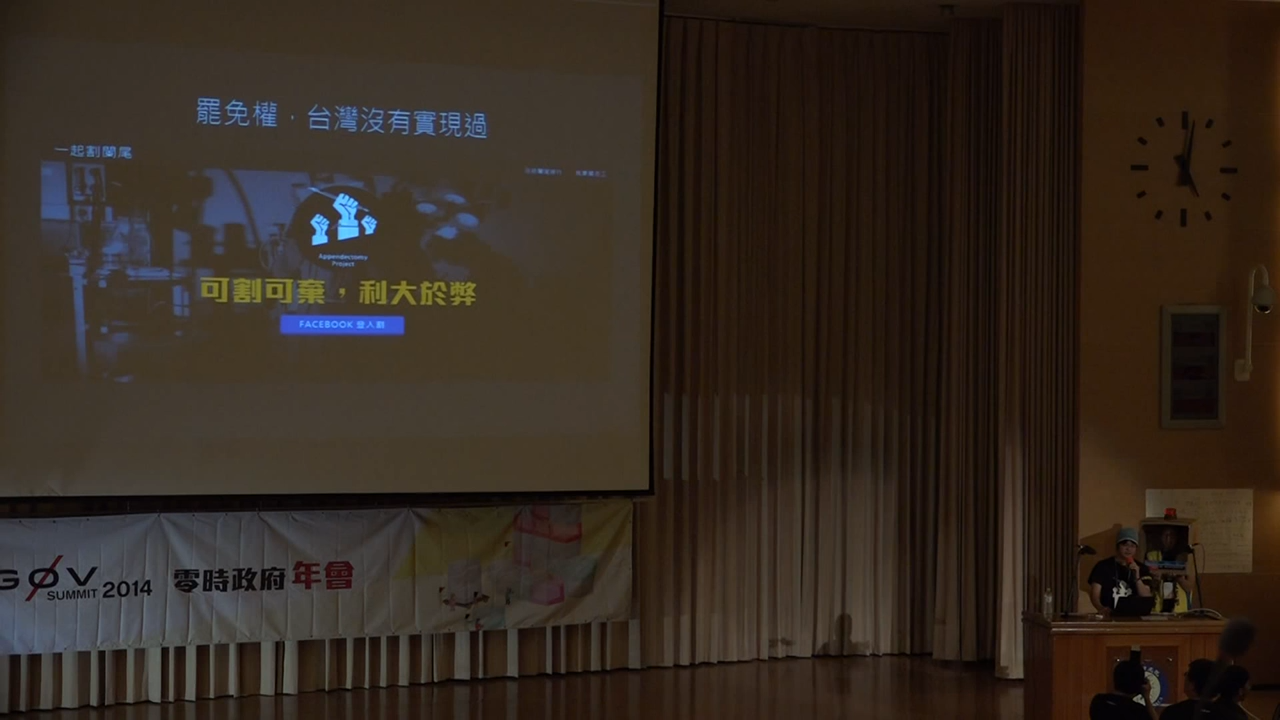 罷免權，台灣沒有實現過
一起割闌尾
Appendectomy
Project
可割可棄，利大於弊
FACEBOOK 登入割
GØV
SUMMIT 2014
零時政府年會